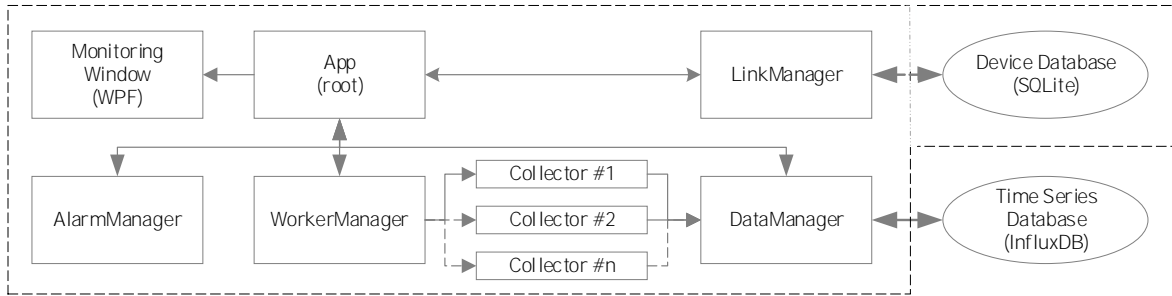 Monitoring
Window
(WPF)
App
(root)
LinkManager
Device Database
(SQLite)
AlarmManager
WorkerManager
Collector #1
Collector #2
Collector #n
DataManager
Time Series
Database
(InfluxDB)